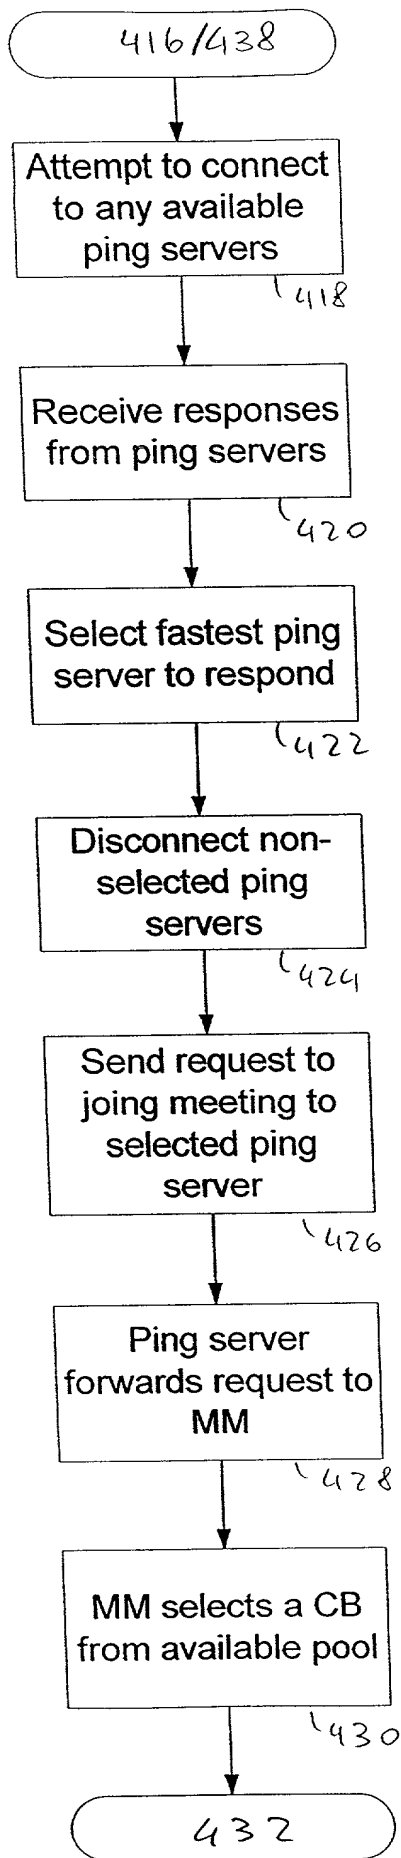 416/438
Attempt to connect
to any available
ping servers
418
Receive responses
from ping servers
420
Select fastest ping
server to respond
422
Disconnect non-
selected ping
servers
424
Send request to
joing meeting to
selected ping
server
426
Ping server
forwards request to
MM
428
MM selects a CB
from available pool
430
432